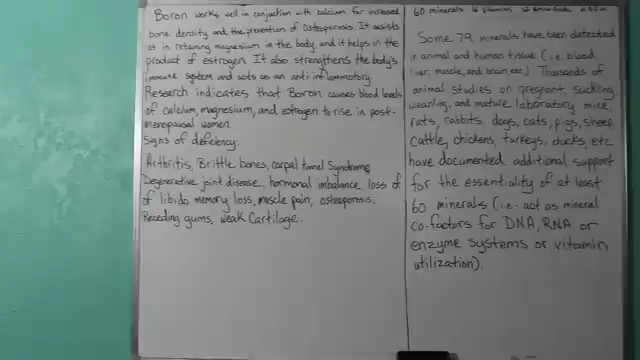 Boron works well in conjuction with calcium for increased
bone density and the prevention of osteoporosis. It assists
as in retaining magnesium in the body, and it helps in the
product of estrogen. It also strengthens the body's
immune system and acts as an anti inflammatory.
Research indicates that Boron causes blood levels
of calcium, magnesium, and estrogen to rise in post-
menopausal women.
Signs of deficiency:
Arthritis, Brittle bones, carpal tunnel Syndrome,
Degenerative joint disease, hormonal imbalance, loss of
of libido, memory loss, muscle pain, osteoporosis,
Receding gums, weak Cartilage.
60 minerals 16 vitamins 12
Some 79 minerals have been detected
in animal and human tissue (i.e. blood,
liver, muscle, and brain, etc.) Thousands of
animal studies on pregnant, suckling,
wearling, and mature laboratory mice,
rats, rabbits, dogs, cats, pigs, sheep,
cattle, chickens, turkeys, ducks, etc
have documented additional support
for the essentiality of at least
60 minerals (i.e.- act as mineral
co-factors for DNA, RNA or
enzyme systems or vitamin
utilization).